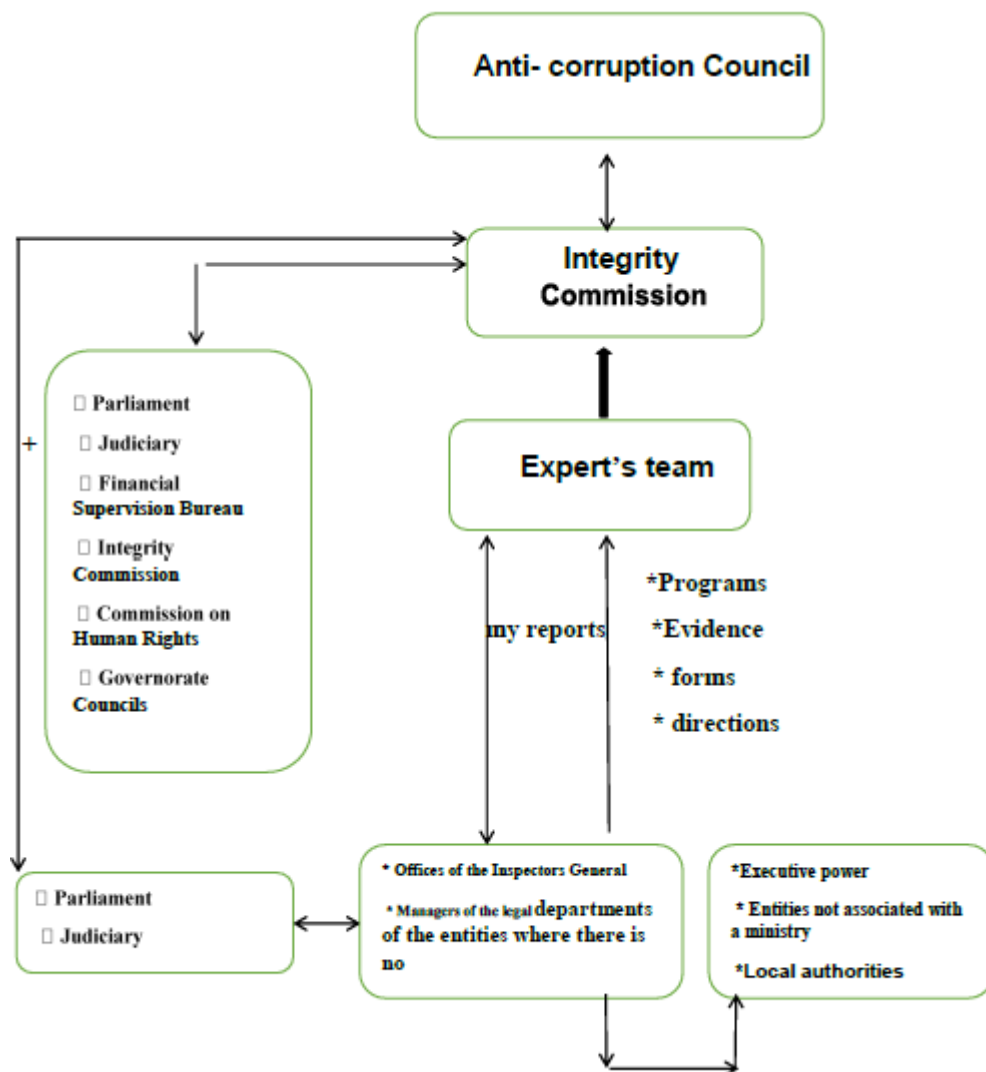 Anti- corruption Council
Integrity
Commission
▯ Parliament
▯ Judiciary
▯ Financial
Supervision Bureau
▯ Integrity
Commission
▯ Commission on
Human Rights
▯ Governorate
Councils
+
Expert’s team
my reports
*Programs
*Evidence
* forms
* directions
▯ Parliament
▯ Judiciary
* Offices of the Inspectors General
* Managers of the legal departments
of the entities where there is
no
*Executive power
* Entities not associated with
a ministry
*Local authorities